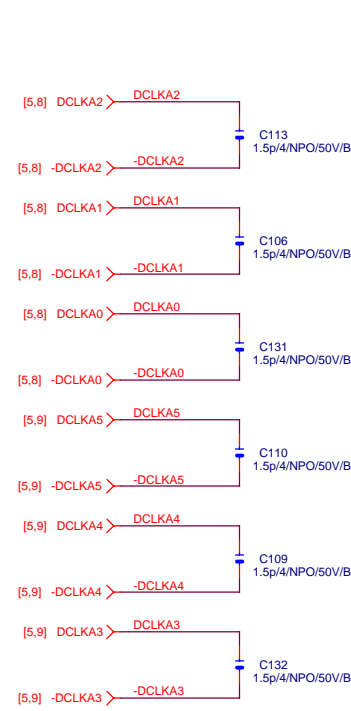 [5,8] DCLKA2 DCLKA2
C113
1.5p/4/NPO/50V/B
[5,8] -DCLKA2 -DCLKA2
[5,8] DCLKA1 DCLKA1
C106
1.5p/4/NPO/50V/B
[5,8] -DCLKA1 -DCLKA1
[5,8] DCLKA0 DCLKA0
C131
1.5p/4/NPO/50V/B
[5,8] -DCLKA0 -DCLKA0
[5,9] DCLKA5 DCLKA5
C110
1.5p/4/NPO/50V/B
[5,9] -DCLKA5 -DCLKA5
[5,9] DCLKA4 DCLKA4
C109
1.5p/4/NPO/50V/B
[5,9] -DCLKA4 -DCLKA4
[5,9] DCLKA3 DCLKA3
C132
1.5p/4/NPO/50V/B
[5,9] -DCLKA3 -DCLKA3